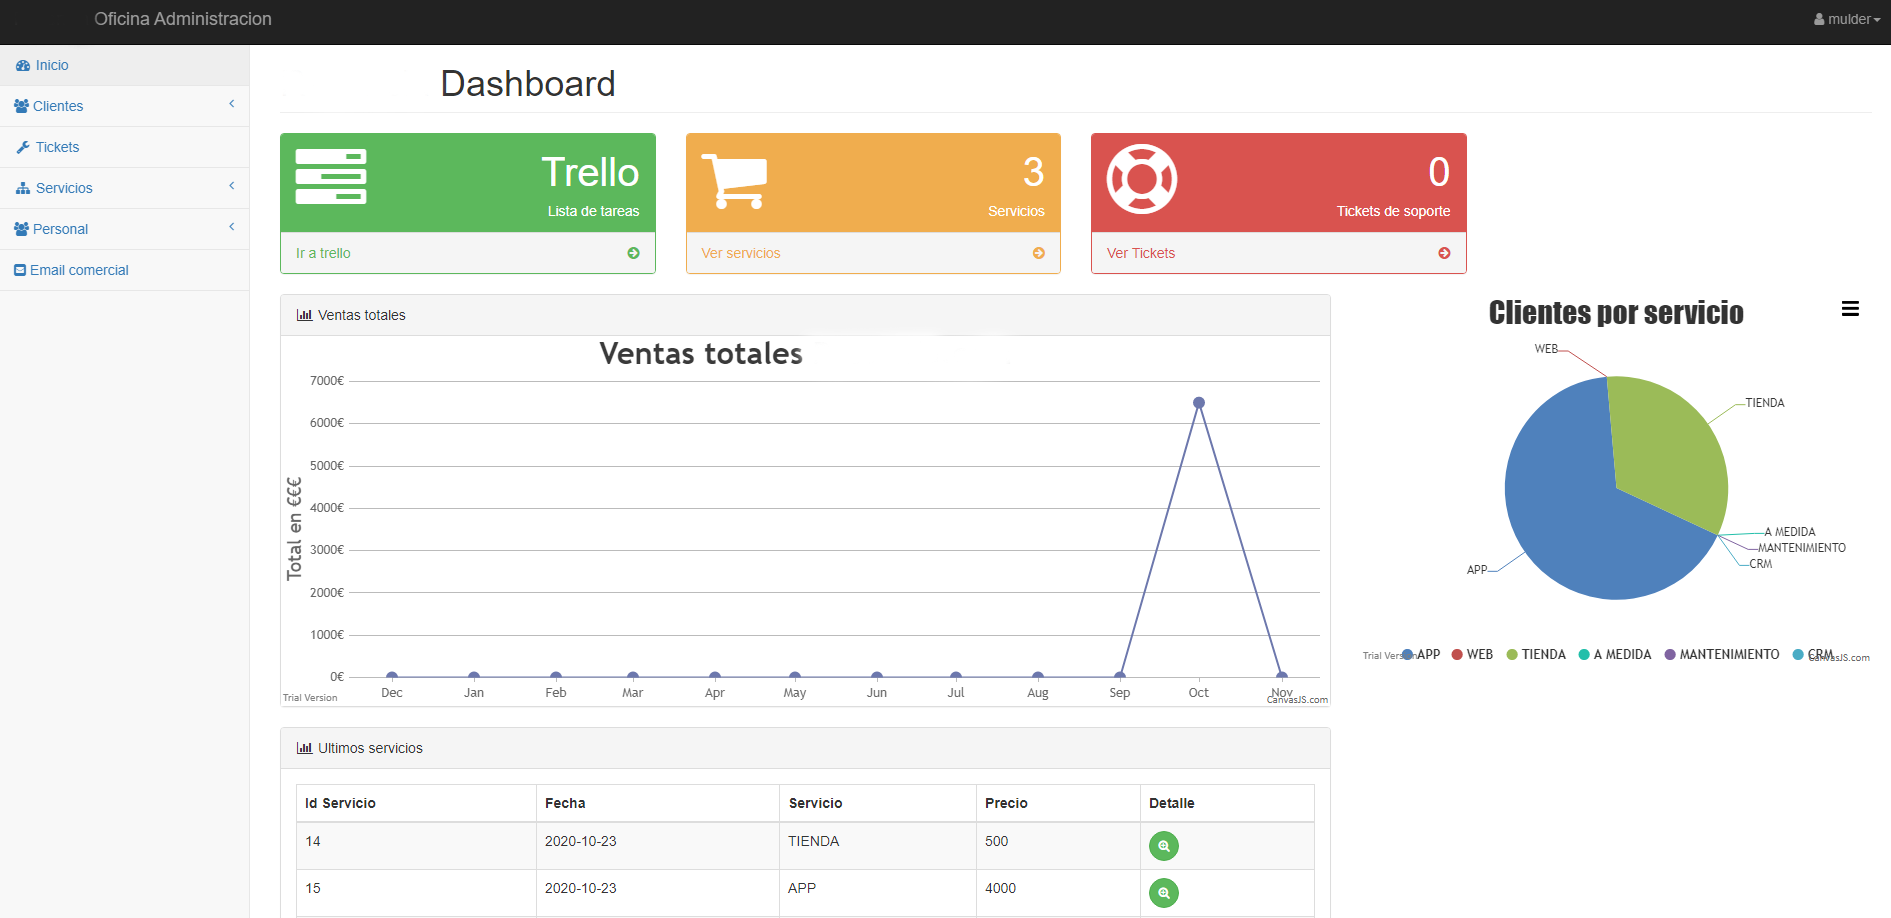 Oficina Administracion
mulder
Inicio
Clientes
Tickets
Servicios
Personal
Email comercial
Dashboard
Trello
Lista de tareas
Ir a trello
3
Servicios
Ver servicios
0
Tickets de soporte
Ver Tickets
Ventas totales
Ventas totales
Total en €€€
7000€
6000€
5000€
4000€
3000€
2000€
1000€
0€
Dec Jan Feb Mar Apr May Jun Jul Aug Sep Oct Nov
Trial Version
CanvasJS.com
Clientes por servicio
WEB
TIENDA
A MEDIDA
MANTENIMIENTO
CRM
APP
Trial Version
APP WEB TIENDA A MEDIDA MANTENIMIENTO CRM
CanvasJS.com
Ultimos servicios
Id Servicio Fecha Servicio Precio Detalle
14 2020-10-23 TIENDA 500
15 2020-10-23 APP 4000